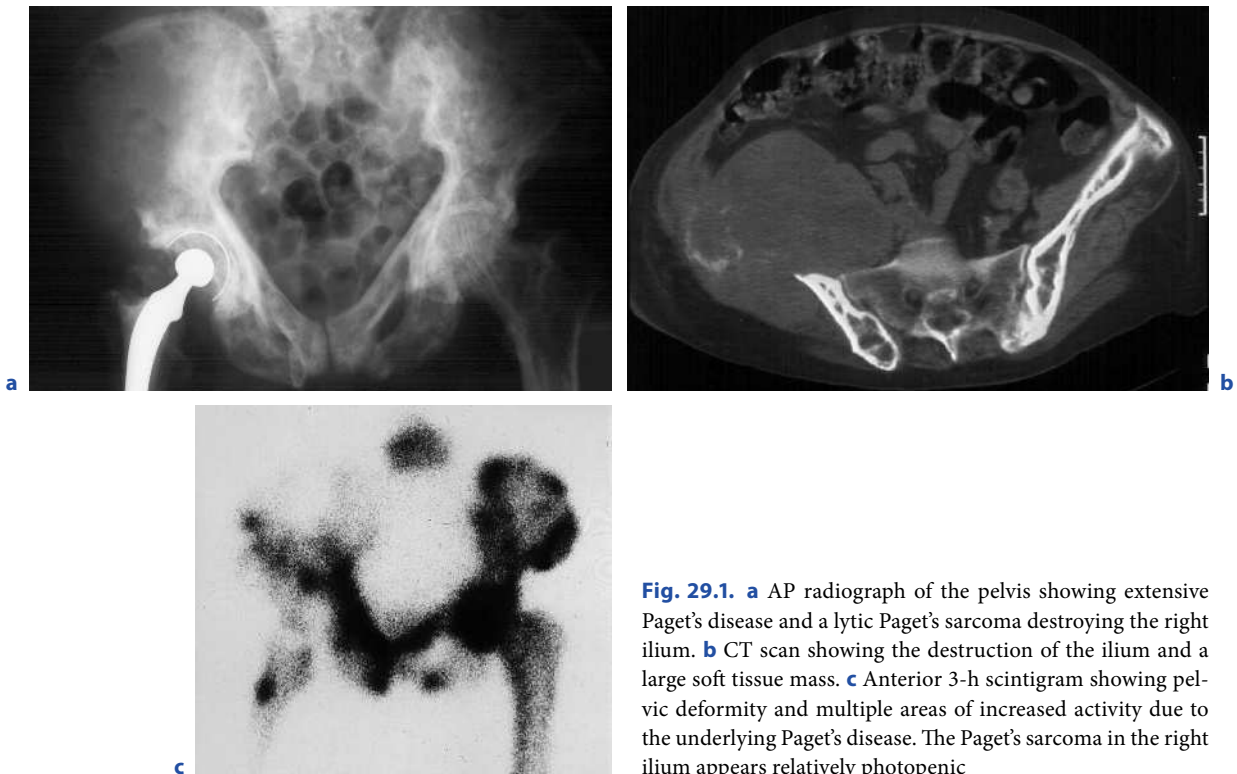 a
b
c
Fig. 29.1. a AP radiograph of the pelvis showing extensive
Paget's disease and a lytic Paget's sarcoma destroying the right
ilium. b CT scan showing the destruction of the ilium and a
large soft tissue mass. c Anterior 3-h scintigram showing pel-
vic deformity and multiple areas of increased activity due to
the underlying Paget's disease. The Paget's sarcoma in the right
ilium appears relatively photopenic